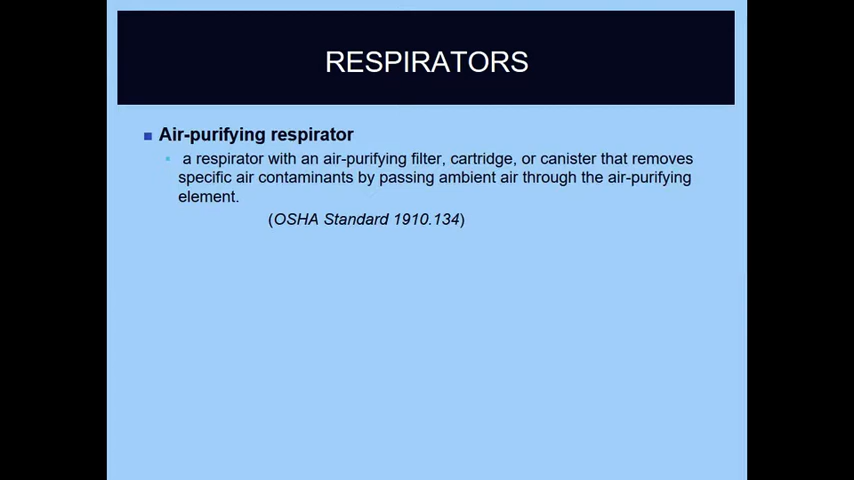 RESPIRATORS
Air-purifying respirator
a respirator with an air-purifying filter, cartridge, or canister that removes
specific air contaminants by passing ambient air through the air-purifying
element.
(OSHA Standard 1910.134)